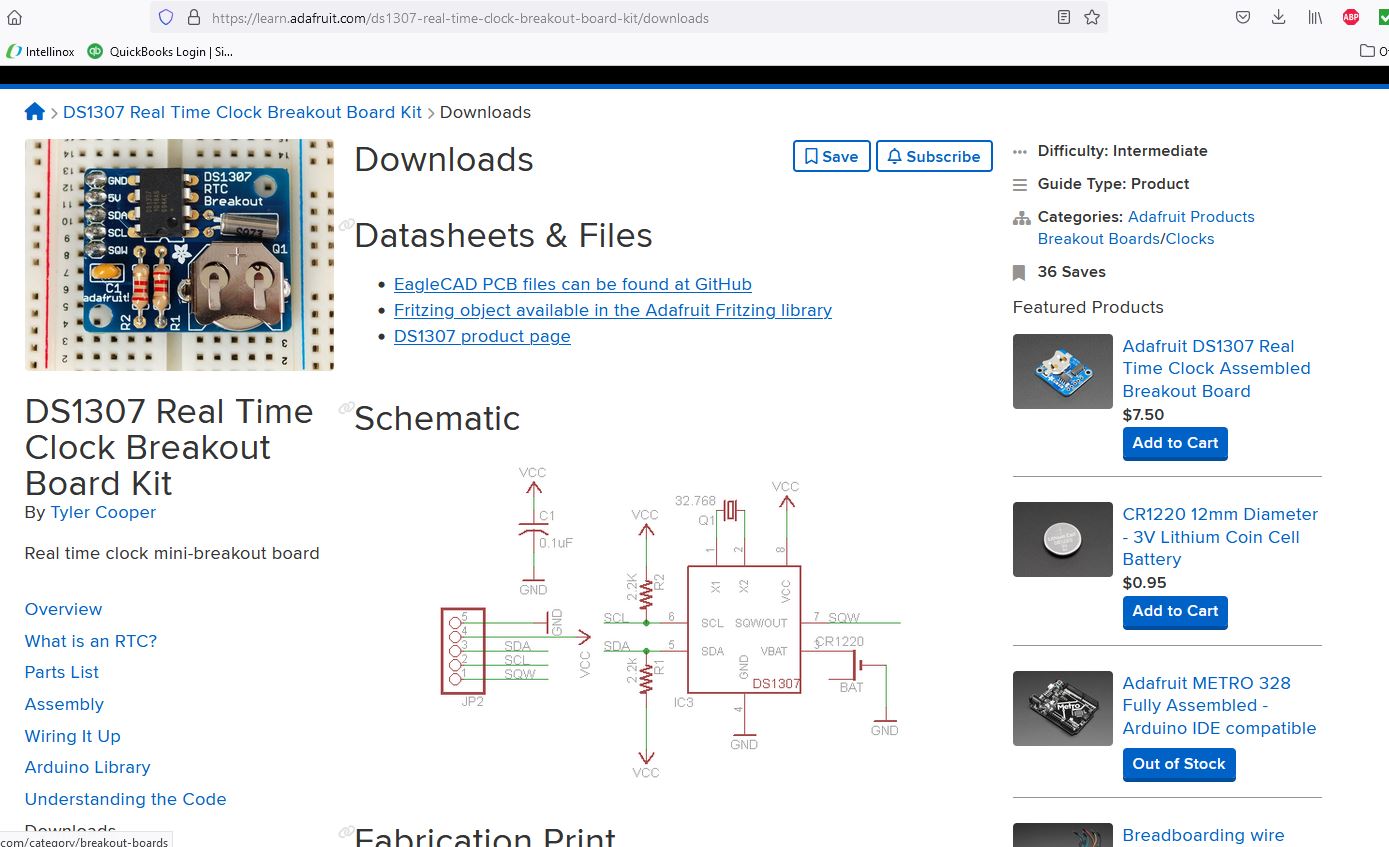 https://learn.adafruit.com/ds1307-real-time-clock-breakout-board-kit/downloads
ABP
Intellinox
qb
QuickBooks Login | Si...
DS1307 Real Time Clock Breakout Board Kit
Downloads
GND
5V
SDA
SCL
SQW
DS1307
RTC
Breakout
Q1
C1
adafruit!
R2
R1
DS1307 Real Time
Clock Breakout
Board Kit
By Tyler Cooper
Real time clock mini-breakout board
Overview
What is an RTC?
Parts List
Assembly
Wiring It Up
Arduino Library
Understanding the Code
Downloads
com/category/breakout-boards
Downloads
Save
Subscribe
Datasheets & Files
• EagleCAD PCB files can be found at GitHub
• Fritzing object available in the Adafruit Fritzing library
• DS1307 product page
Schematic
VCC
C1
0.1uF
GND
VCC
2.2K
R2
32.768
Q1
VCC
1
2
8
X1
X2
VCC
SCL
6
SCL
SQW/OUT
7
SQW
SDA
5
SDA
VBAT
3
CR1220
GND
DS1307
BAT
2.2K
R1
IC3
4
GND
GND
VCC
5
4
3
2
1
GND
VCC
SDA
SCL
SQW
JP2
Fabrication Print
Difficulty: Intermediate
Guide Type: Product
Categories: Adafruit Products
Breakout Boards/Clocks
36 Saves
Featured Products
Adafruit DS1307 Real
Time Clock Assembled
Breakout Board
$7.50
Add to Cart
CR1220 12mm Diameter
- 3V Lithium Coin Cell
Battery
$0.95
Add to Cart
Metro
Adafruit METRO 328
Fully Assembled -
Arduino IDE compatible
Out of Stock
Breadboarding wire